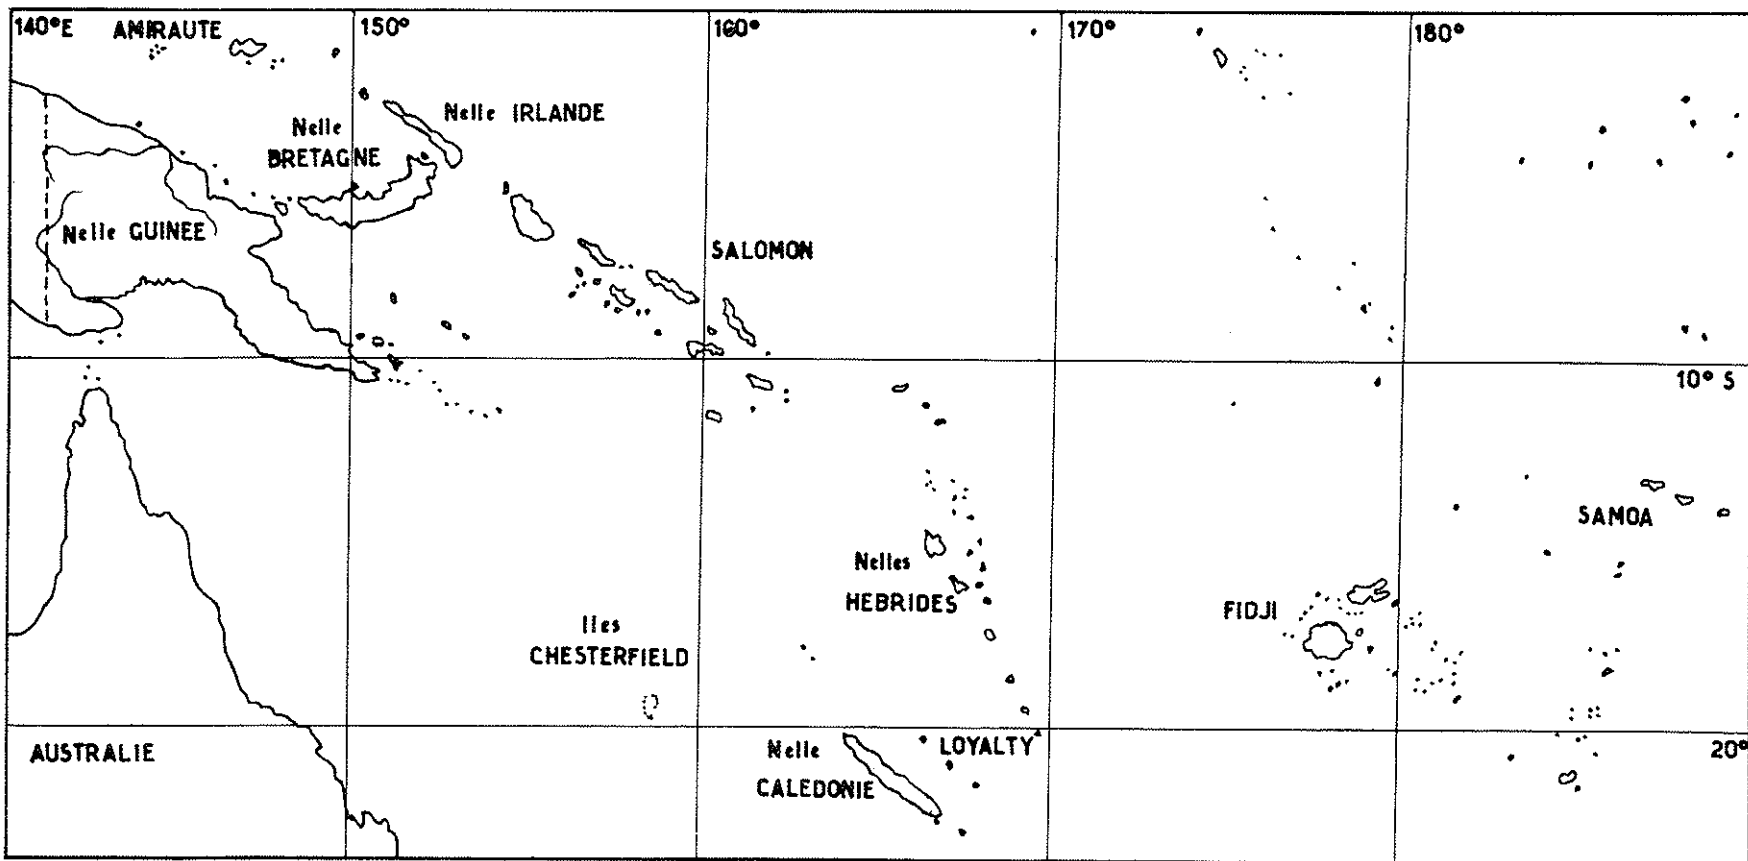 140°E
AMIRAUTE
150°
160°
170°
180°
Nelle IRLANDE
Nelle
BRETAGNE
Nelle GUINEE
SALOMON
10° S
SAMOA
Nelles
HEBRIDES
FIDJI
Iles
CHESTERFIELD
AUSTRALIE
Nelle
CALEDONIE
LOYALTY
20°